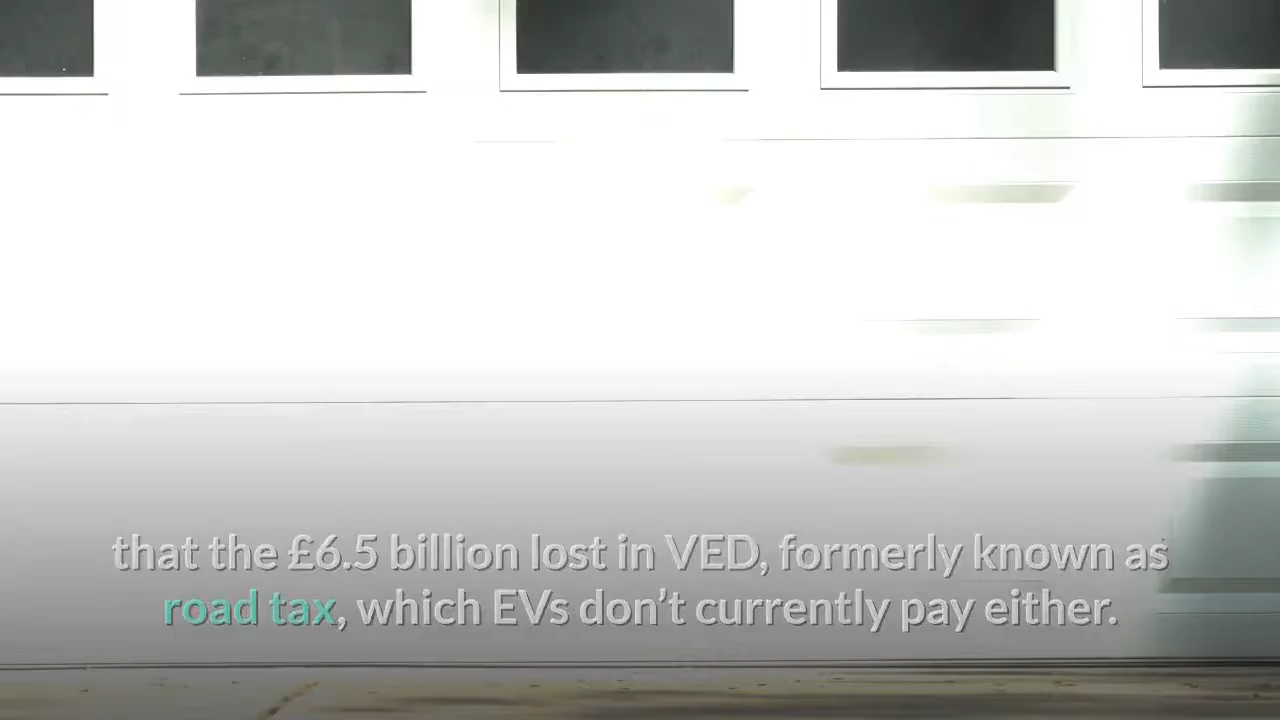 that the £6.5 billion lost in VED, formerly known as
road tax, which EVs don’t currently pay either.